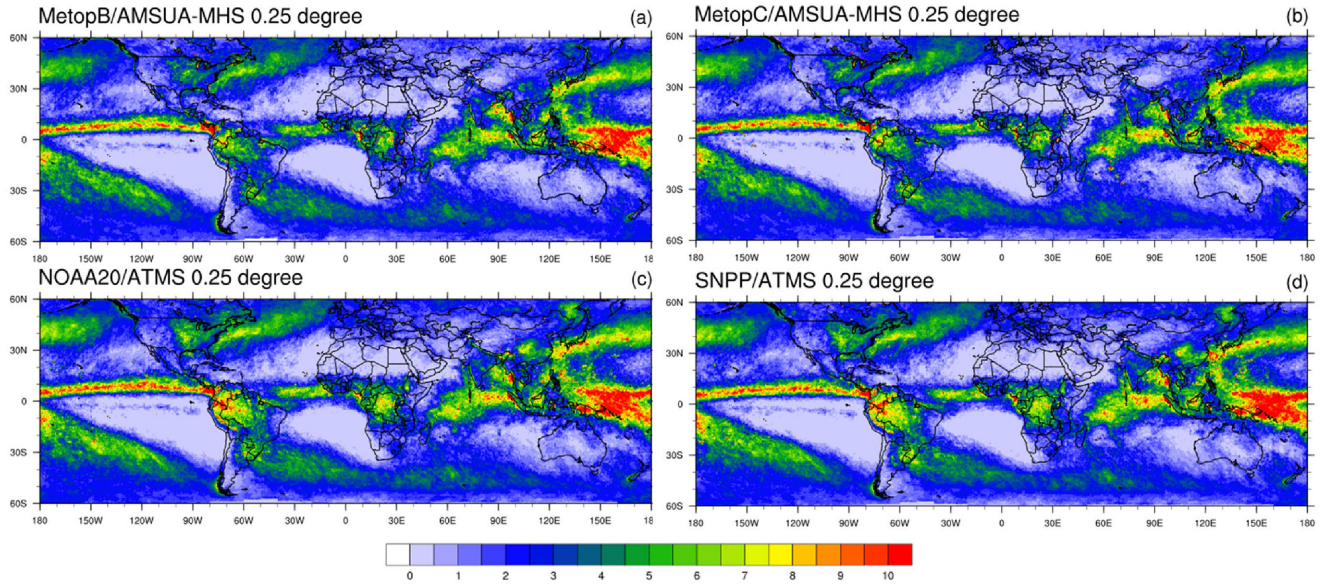 MetopB/AMSUA-MHS 0.25 degree (a)
60N
30N
0
30S
60S
180 150W 120W 90W 60W 30W 0 30E 60E 90E 120E 150E 180
MetopC/AMSUA-MHS 0.25 degree (b)
60N
30N
0
30S
60S
180 150W 120W 90W 60W 30W 0 30E 60E 90E 120E 150E 180
NOAA20/ATMS 0.25 degree (c)
60N
30N
0
30S
60S
180 150W 120W 90W 60W 30W 0 30E 60E 90E 120E 150E 18
SNPP/ATMS 0.25 degree (d)
60N
30N
0
30S
60S
180 150W 120W 90W 60W 30W 0 30E 60E 90E 120E 150E 180
0 1 2 3 4 5 6 7 8 9 10